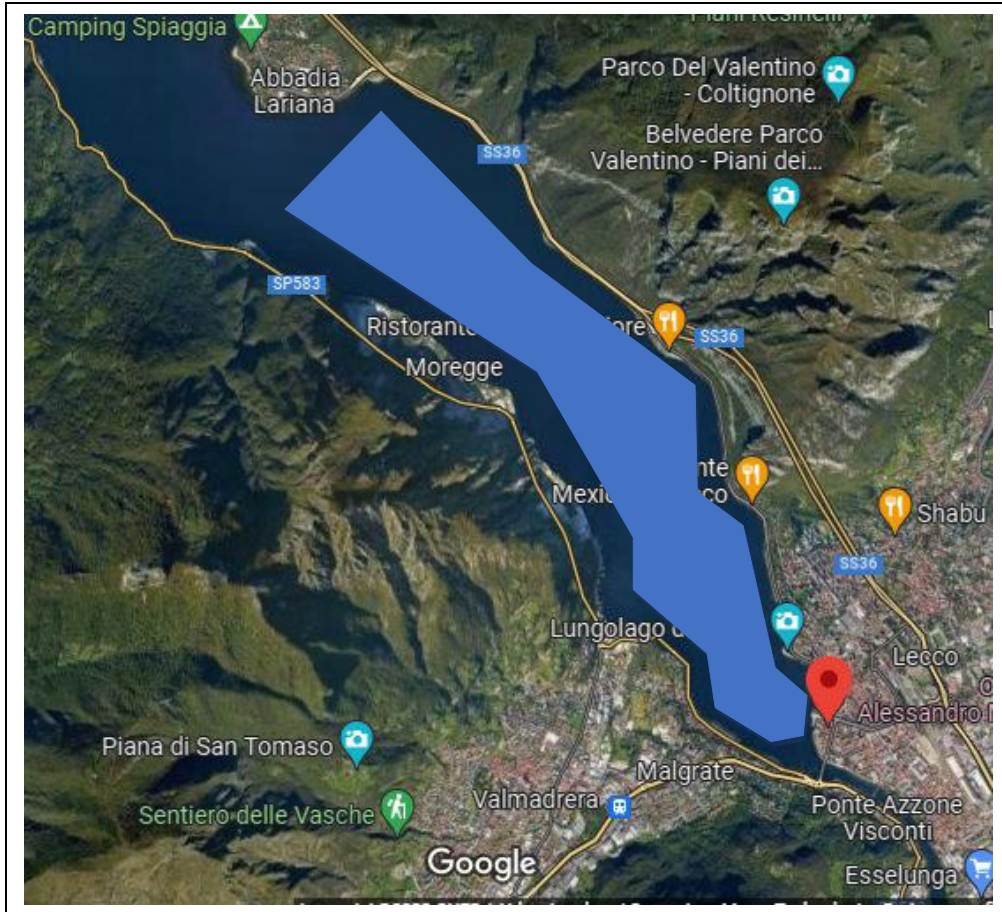 Camping Spiaggia
Abbadia
Lariana
Parco Del Valentino
- Coltignone
Belvedere Parco
Valentino - Piani dei...
SS36
SP583
Ristorante
SS36
Moregge
Shabu
SS36
Lungolago
Lecco
Alessandro
Piana di San Tomaso
Malgrate
Valmadrera
Ponte Azzone
Visconti
Sentiero delle Vasche
Google
Esselunga